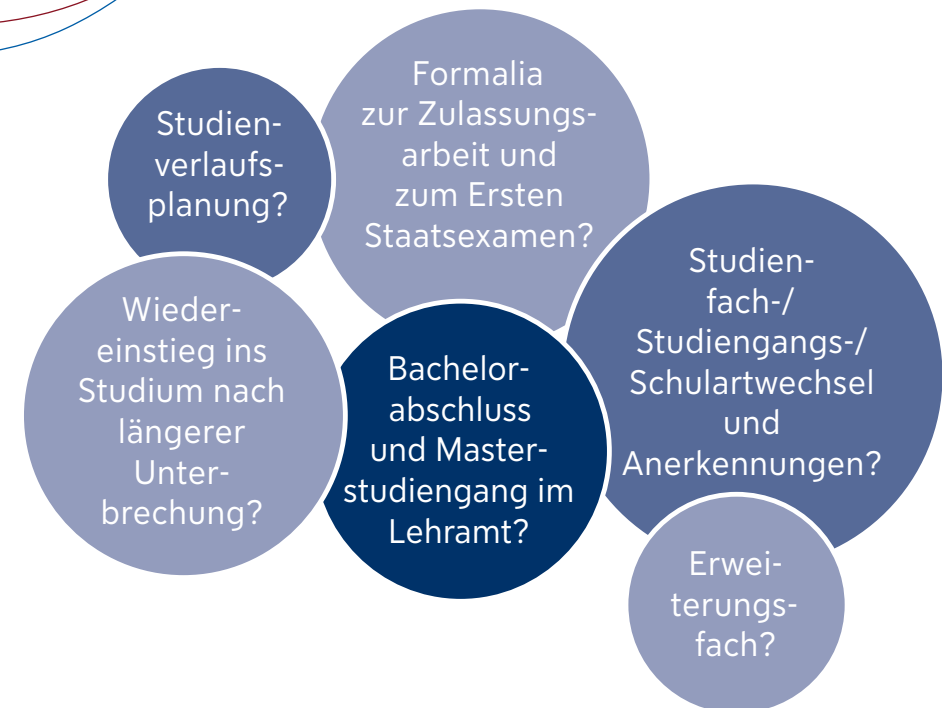 Studien-
verlaufs-
planung?
Formalia
zur Zulassungs-
arbeit und
zum Ersten
Staatsexamen?
Studien-
fach-/
Studiengangs-/
Schulartwechsel
und
Anerkennungen?
Wieder-
einstieg ins
Studium nach
längerer
Unter-
brechung?
Bachelor-
abschluss
und Master-
studiengang im
Lehramt?
Erwei-
terungs-
fach?